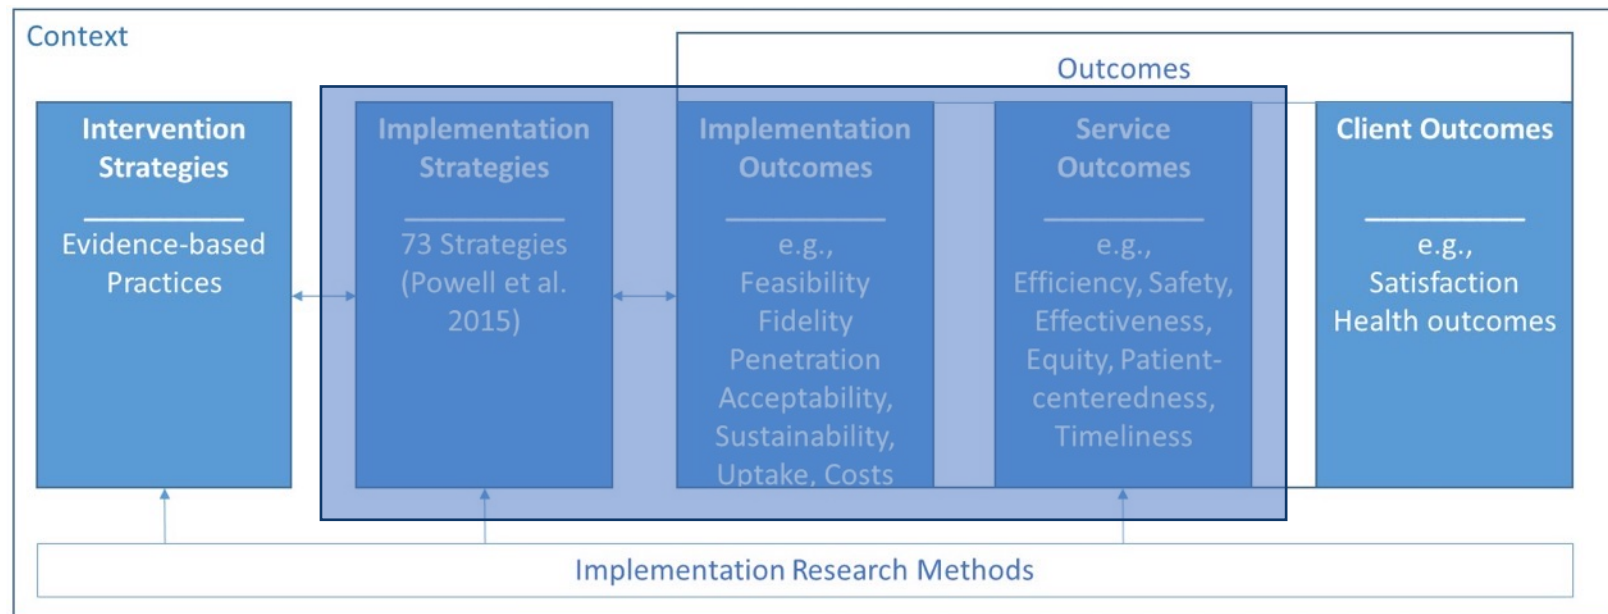 Context
Outcomes
Intervention
Strategies
Evidence-based
Practices
Implementation
Strategies
73 Strategies
(Powell et al.
2015)
Implementation
Outcomes
e.g.,
Feasibility
Fidelity
Penetration
Acceptability,
Sustainability,
Uptake, Costs
Service
Outcomes
e.g.,
Efficiency, Safety,
Effectiveness,
Equity, Patient-
centeredness,
Timeliness
Client Outcomes
e.g.,
Satisfaction
Health outcomes
Implementation Research Methods